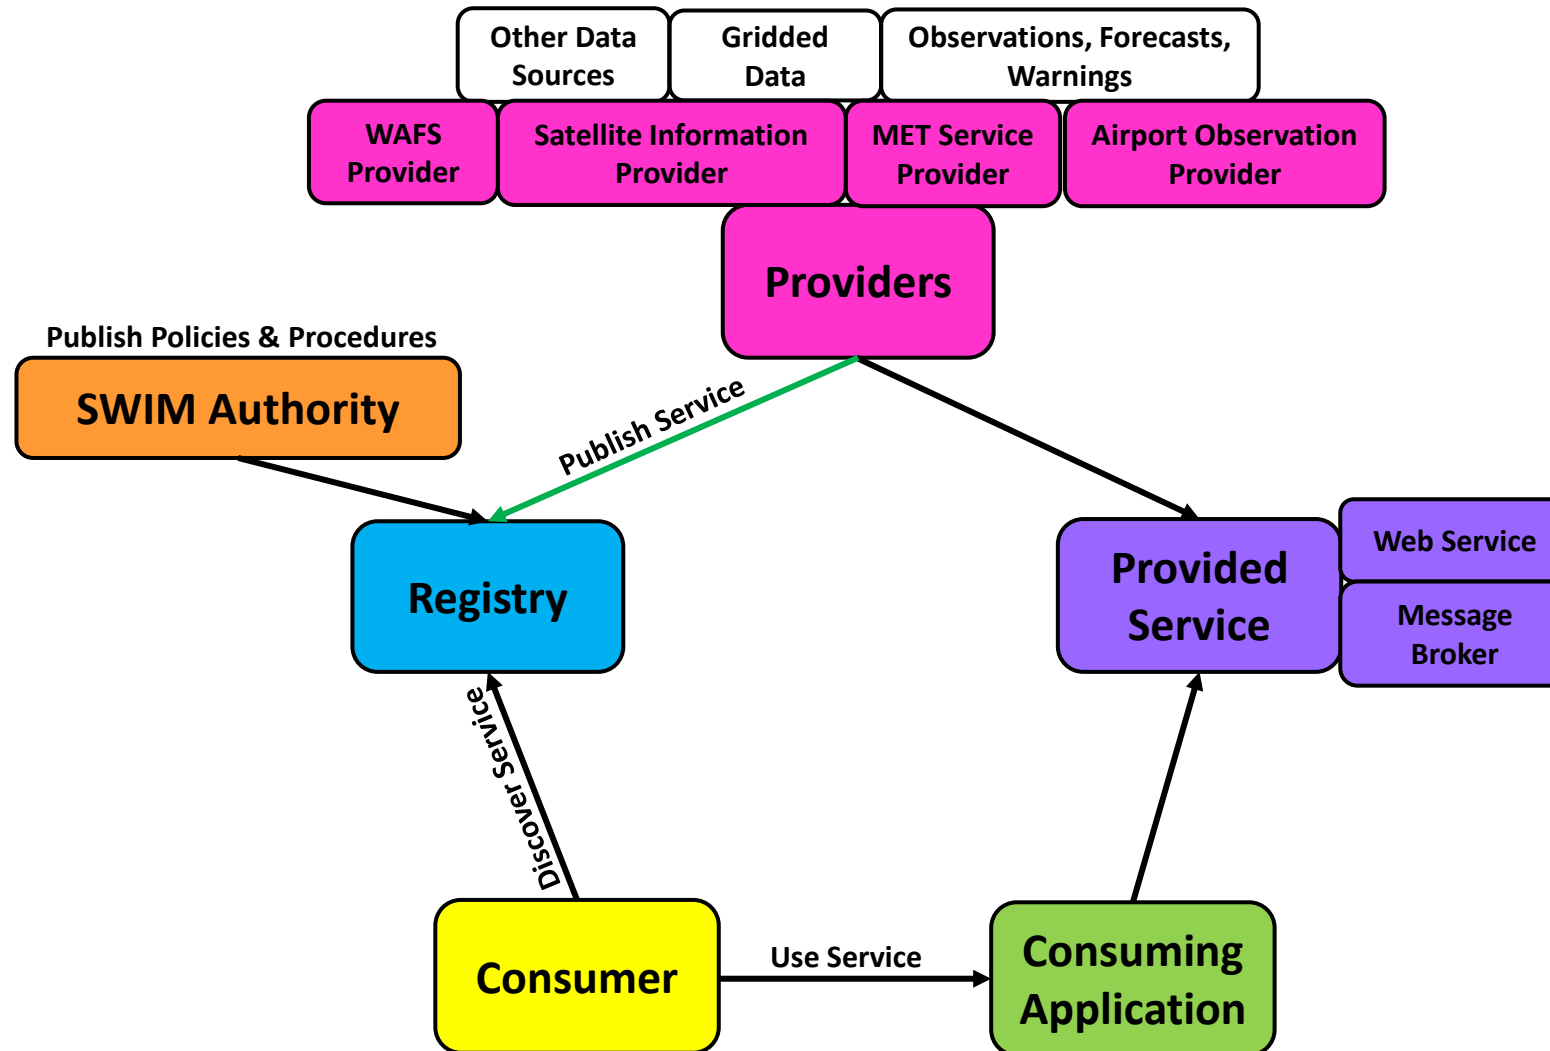 Other Data
Sources
Gridded
Data
Observations, Forecasts,
Warnings
WAFS
Provider
Satellite Information
Provider
MET Service
Provider
Airport Observation
Provider
Providers
Publish Policies & Procedures
SWIM Authority
Publish Service
Registry
Provided
Service
Web Service
Message
Broker
Discover Service
Consumer
Use Service
Consuming
Application